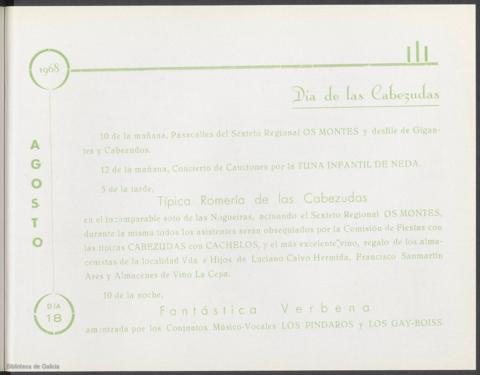 1968
Dia de las Cabezudas
10 de la mañana, Pasacalles del Sexteto Regional OS MONTES y desfile de Gigan-
tes y Cabezudos.
12 de la mañana, Concierto de Canciones por la TUNA INFANTIL DE NEDA.
5 de la tarde,
Típica Romería de las Cabezudas
en el incomparable soto de las Nogueiras, actuando el Sexteto Regional OS MONTES,
durante la misma todos los asistentes serán obsequiados por la Comisión de Fiestas con
las típicas CABEZUDAS con CACHELOS, y el más excelente vino, regalo de los alma-
cenistas de la localidad Vda. e Hijos de Luciano Calvo Hermida, Francisco Sanmartín
Ares y Almacenes de Vino La Cepa.
10 de la noche,
Fantástica Verbena
amenizada por los Conjuntos Músico-Vocales LOS PINDAROS y LOS GAY-BOISS
AGOSTO
DIA
18
Biblioteca de Galicia